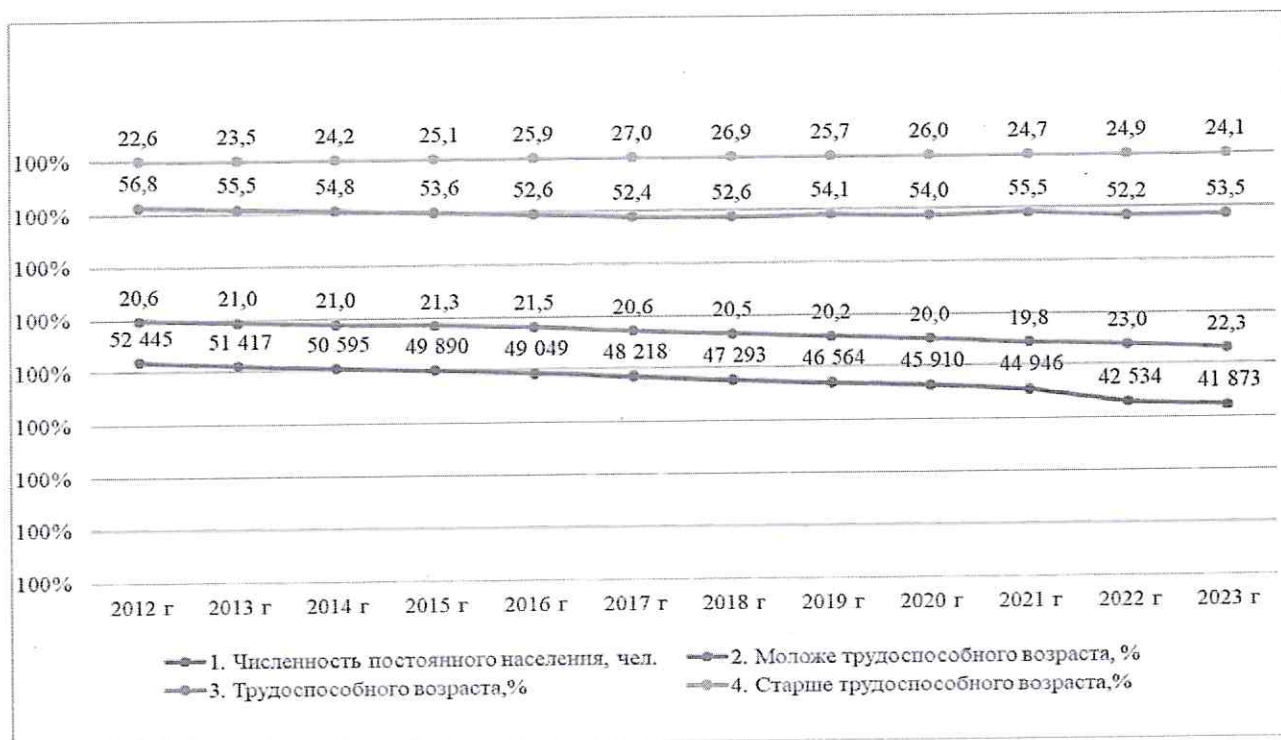 22,6 23,5 24,2 25,1 25,9 27,0 26,9 25,7 26,0 24,7 24,9 24,1
100%
56,8 55,5 54,8 53,6 52,6 52,4 52,6 54,1 54,0 55,5 52,2 53,5
100%
100%
20,6 21,0 21,0 21,3 21,5 20,6 20,5 20,2 20,0 19,8 23,0 22,3
100%
52 445 51 417 50 595 49 890 49 049 48 218 47 293 46 564 45 910 44 946 42 534 41 873
100%
100%
100%
100%
100%
2012 г 2013 г 2014 г 2015 г 2016 г 2017 г 2018 г 2019 г 2020 г 2021 г 2022 г 2023 г
1. Численность постоянного населения, чел. 2. Моложе трудоспособного возраста, %
3. Трудоспособного возраста,% 4. Старше трудоспособного возраста,%